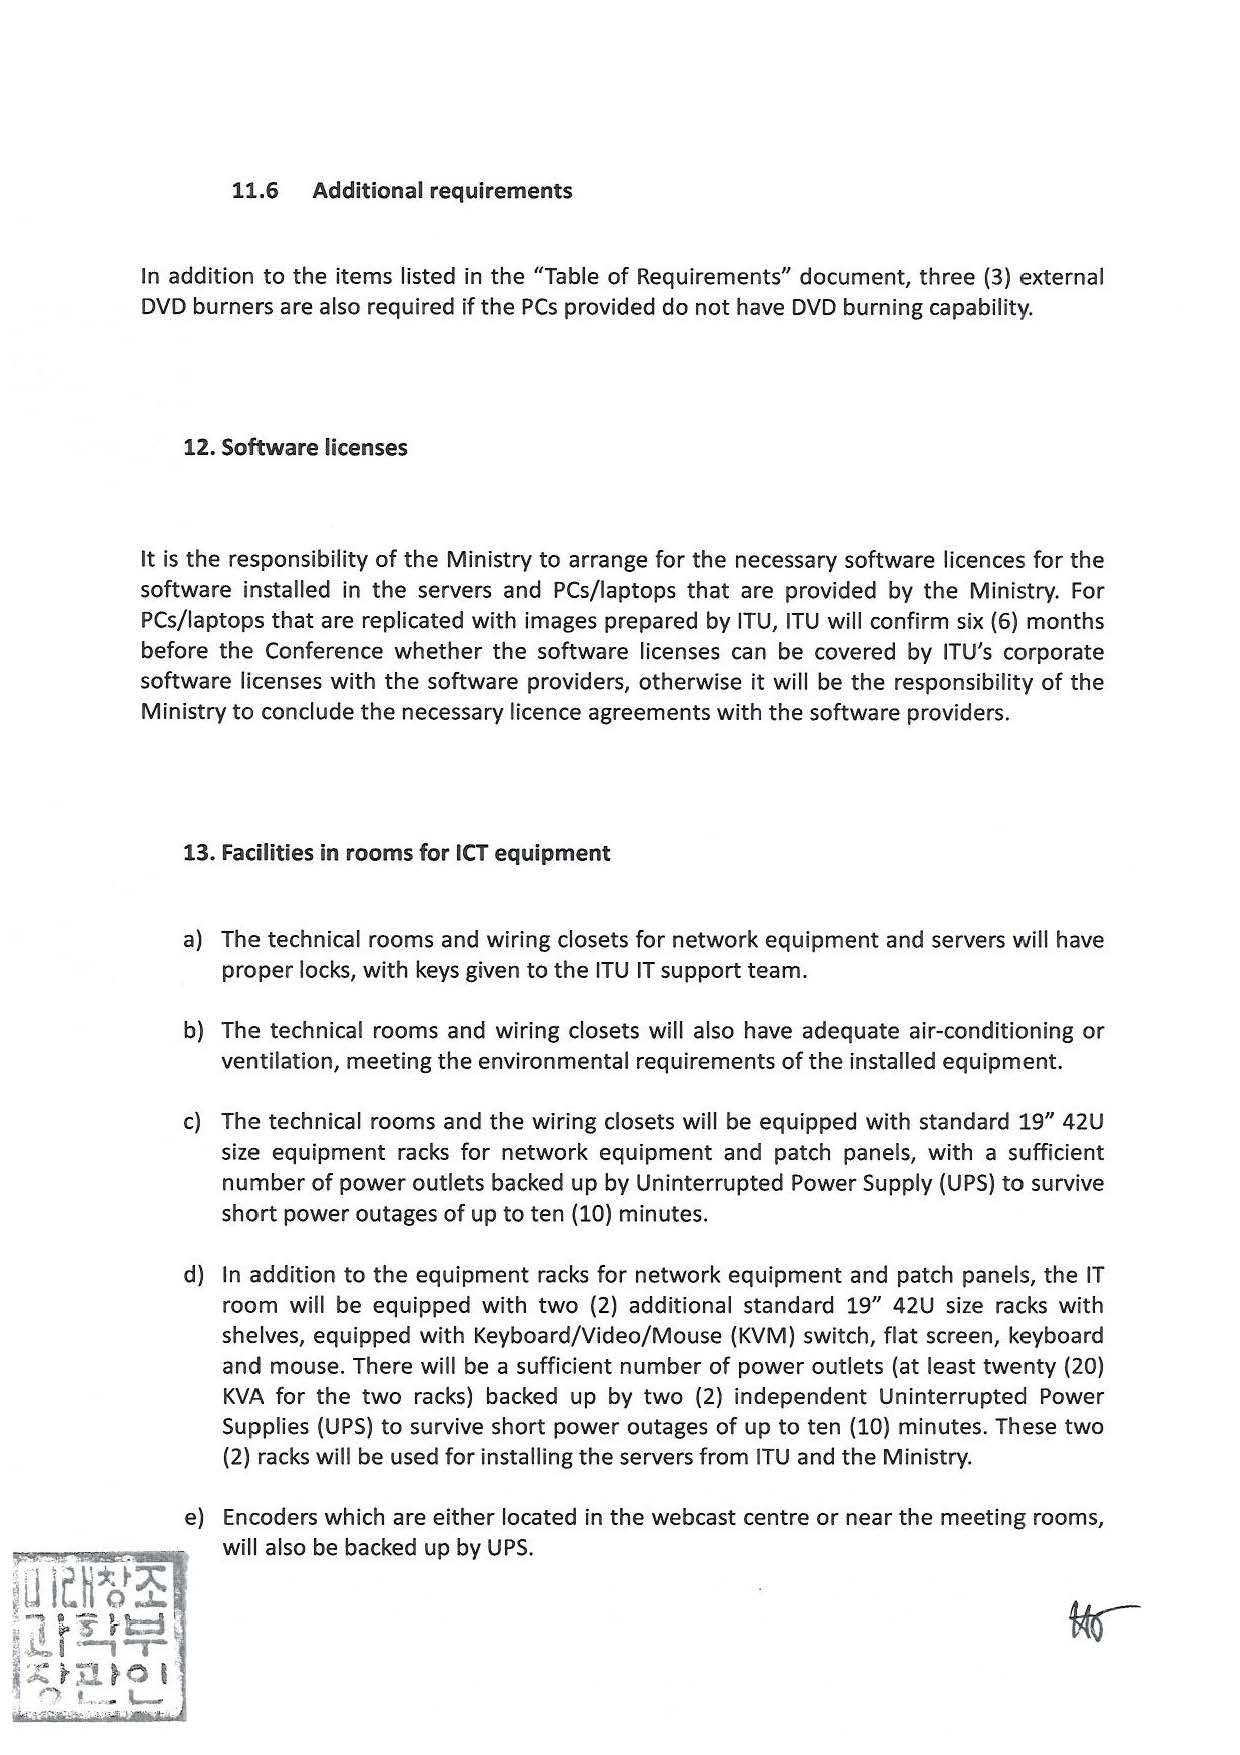 11.6 Additional requirements
In addition to the items listed in the “Table of Requirements” document, three (3) external
DVD burners are also required if the PCs provided do not have DVD burning capability.
12. Software licenses
It is the responsibility of the Ministry to arrange for the necessary software licences for the
software installed in the servers and PCs/laptops that are provided by the Ministry. For
PCs/laptops that are replicated with images prepared by ITU, ITU will confirm six (6) months
before the Conference whether the software licenses can be covered by ITU’s corporate
software licenses with the software providers, otherwise it will be the responsibility of the
Ministry to conclude the necessary licence agreements with the software providers.
13. Facilities in rooms for ICT equipment
a) The technical rooms and wiring closets for network equipment and servers will have
proper locks, with keys given to the ITU IT support team.
b) The technical rooms and wiring closets will also have adequate air-conditioning or
ventilation, meeting the environmental requirements of the installed equipment.
c) The technical rooms and the wiring closets will be equipped with standard 19” 42U
size equipment racks for network equipment and patch panels, with a sufficient
number of power outlets backed up by Uninterrupted Power Supply (UPS) to survive
short power outages of up to ten (10) minutes.
d) In addition to the equipment racks for network equipment and patch panels, the IT
room will be equipped with two (2) additional standard 19” 42U size racks with
shelves, equipped with Keyboard/Video/Mouse (KVM) switch, flat screen, keyboard
and mouse. There will be a sufficient number of power outlets (at least twenty (20)
KVA for the two racks) backed up by two (2) independent Uninterrupted Power
Supplies (UPS) to survive short power outages of up to ten (10) minutes. These two
(2) racks will be used for installing the servers from ITU and the Ministry.
e) Encoders which are either located in the webcast centre or near the meeting rooms,
will also be backed up by UPS.
미래창조
과학부
장관인